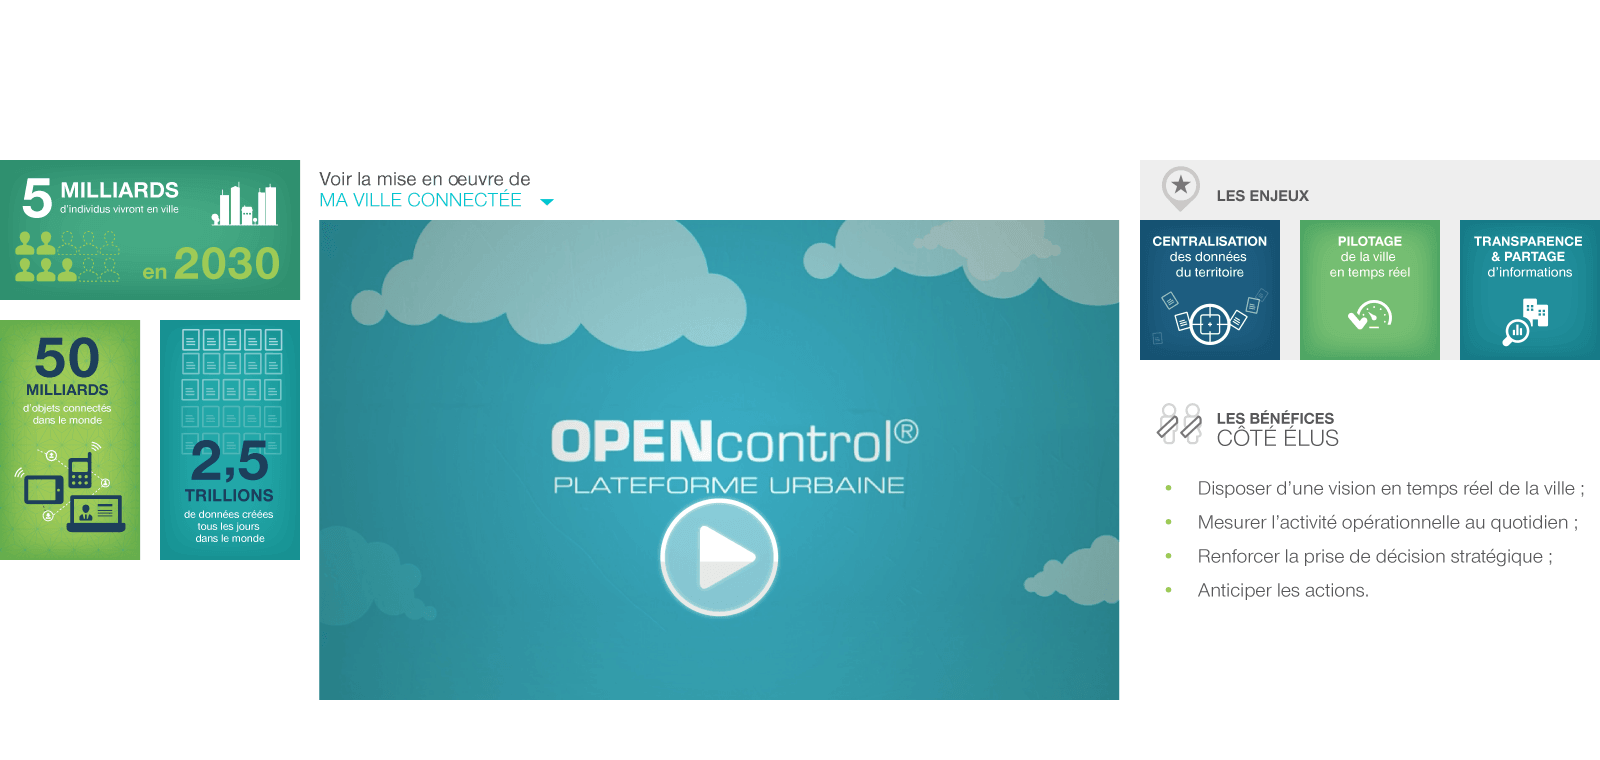 5 MILLIARDS
d'individus vivront en ville
en 2030
50
MILLIARDS
d'objets connectés
dans le monde
2,5
TRILLIONS
de données créées
tous les jours
dans le monde
Voir la mise en œuvre de
MA VILLE CONNECTÉE
OPENcontrol®
PLATEFORME URBAINE
LES ENJEUX
CENTRALISATION
des données
du territoire
PILOTAGE
de la ville
en temps réel
TRANSPARENCE
& PARTAGE
d'informations
LES BÉNÉFICES
CÔTÉ ÉLUS
• Disposer d'une vision en temps réel de la ville ;
• Mesurer l'activité opérationnelle au quotidien ;
• Renforcer la prise de décision stratégique ;
• Anticiper les actions.